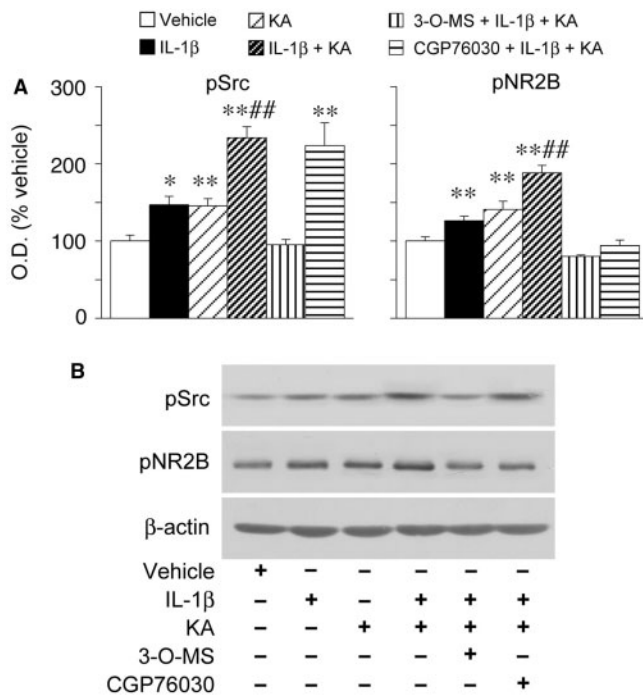 Vehicle KA 3-O-MS + IL-1β + KA
IL-1β IL-1β + KA CGP76030 + IL-1β + KA
A pSrc pNR2B
O.D. (% vehicle)
300
200
100
0
* ** **## **
** ** **##
B
pSrc
pNR2B
β-actin
Vehicle + – – – – –
IL-1β – + – + + +
KA – – + + + +
3-O-MS – – – – + –
CGP76030 – – – – – +